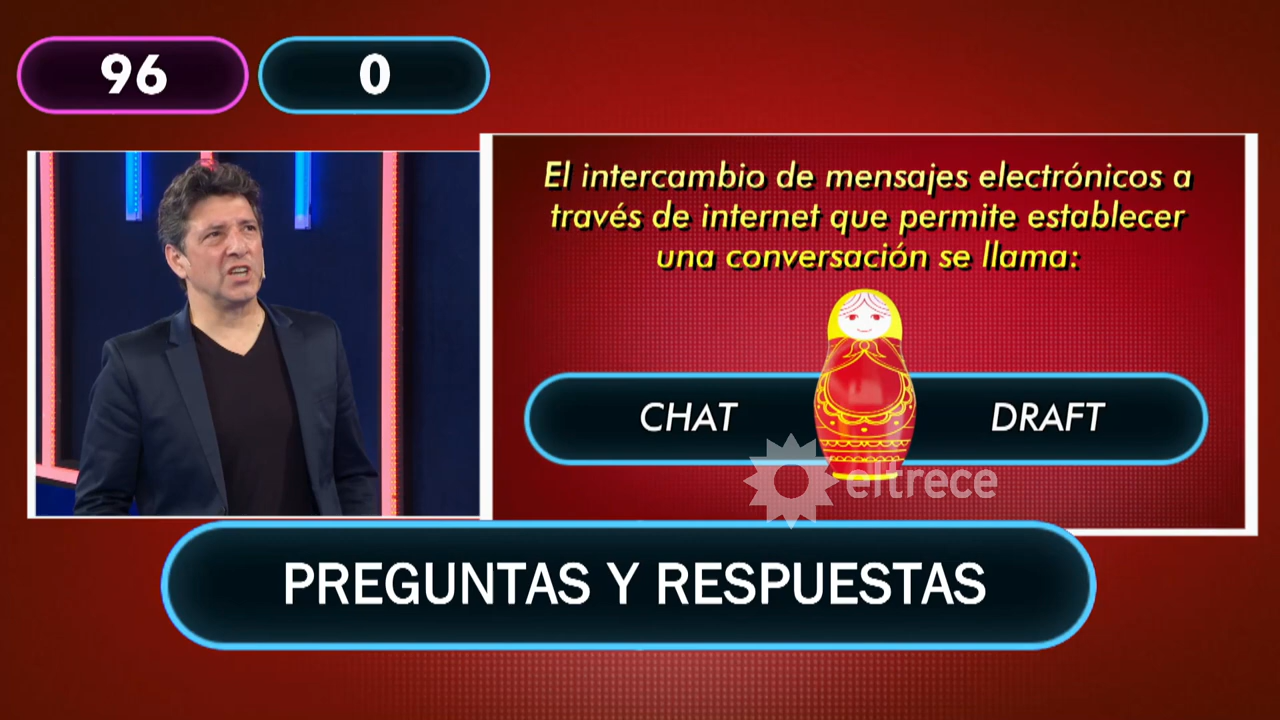 96
0
El intercambio de mensajes electrónicos a
través de internet que permite establecer
una conversación se llama:
CHAT
DRAFT
eltrece
PREGUNTAS Y RESPUESTAS